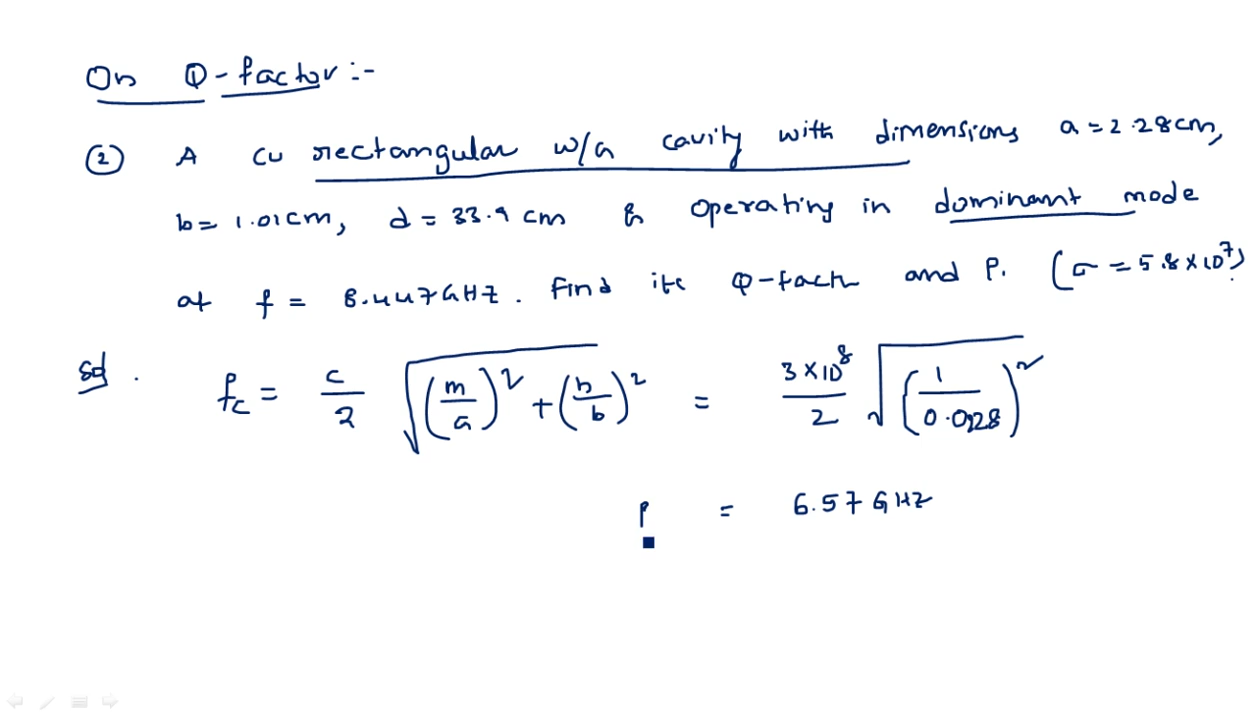 On Q-factor :-
② A cu rectangular w/g cavity with dimensions a = 2.28cm,
b = 1.01cm, d = 33.9 cm & operating in dominant mode
at f = 8.447GHZ. Find its Q-factr and P. (σ = 5.8 × 10⁷)
Sol. fc = c/2 √((m/a)² + (n/b)²) = 3 × 10⁸/2 √(1/0.0228)²
= 6.57 GHZ